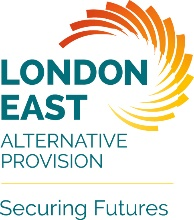 LONDON
EAST
ALTERNATIVE
PROVISION
Securing Futures